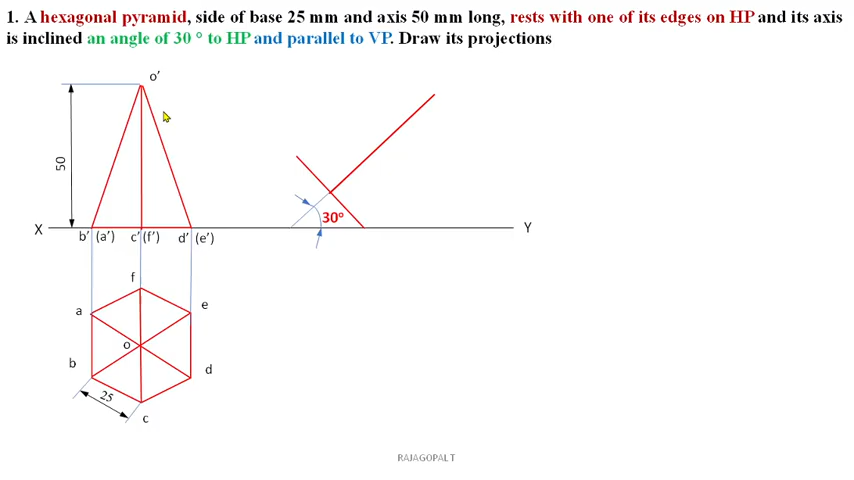 1. A hexagonal pyramid, side of base 25 mm and axis 50 mm long, rests with one of its edges on HP and its axis
is inclined an angle of 30 ° to HP and parallel to VP. Draw its projections
o'
50
30o
X
Y
b' (a') c' (f') d' (e')
f
a
e
o
b
d
25
c
RAJAGOPAL T